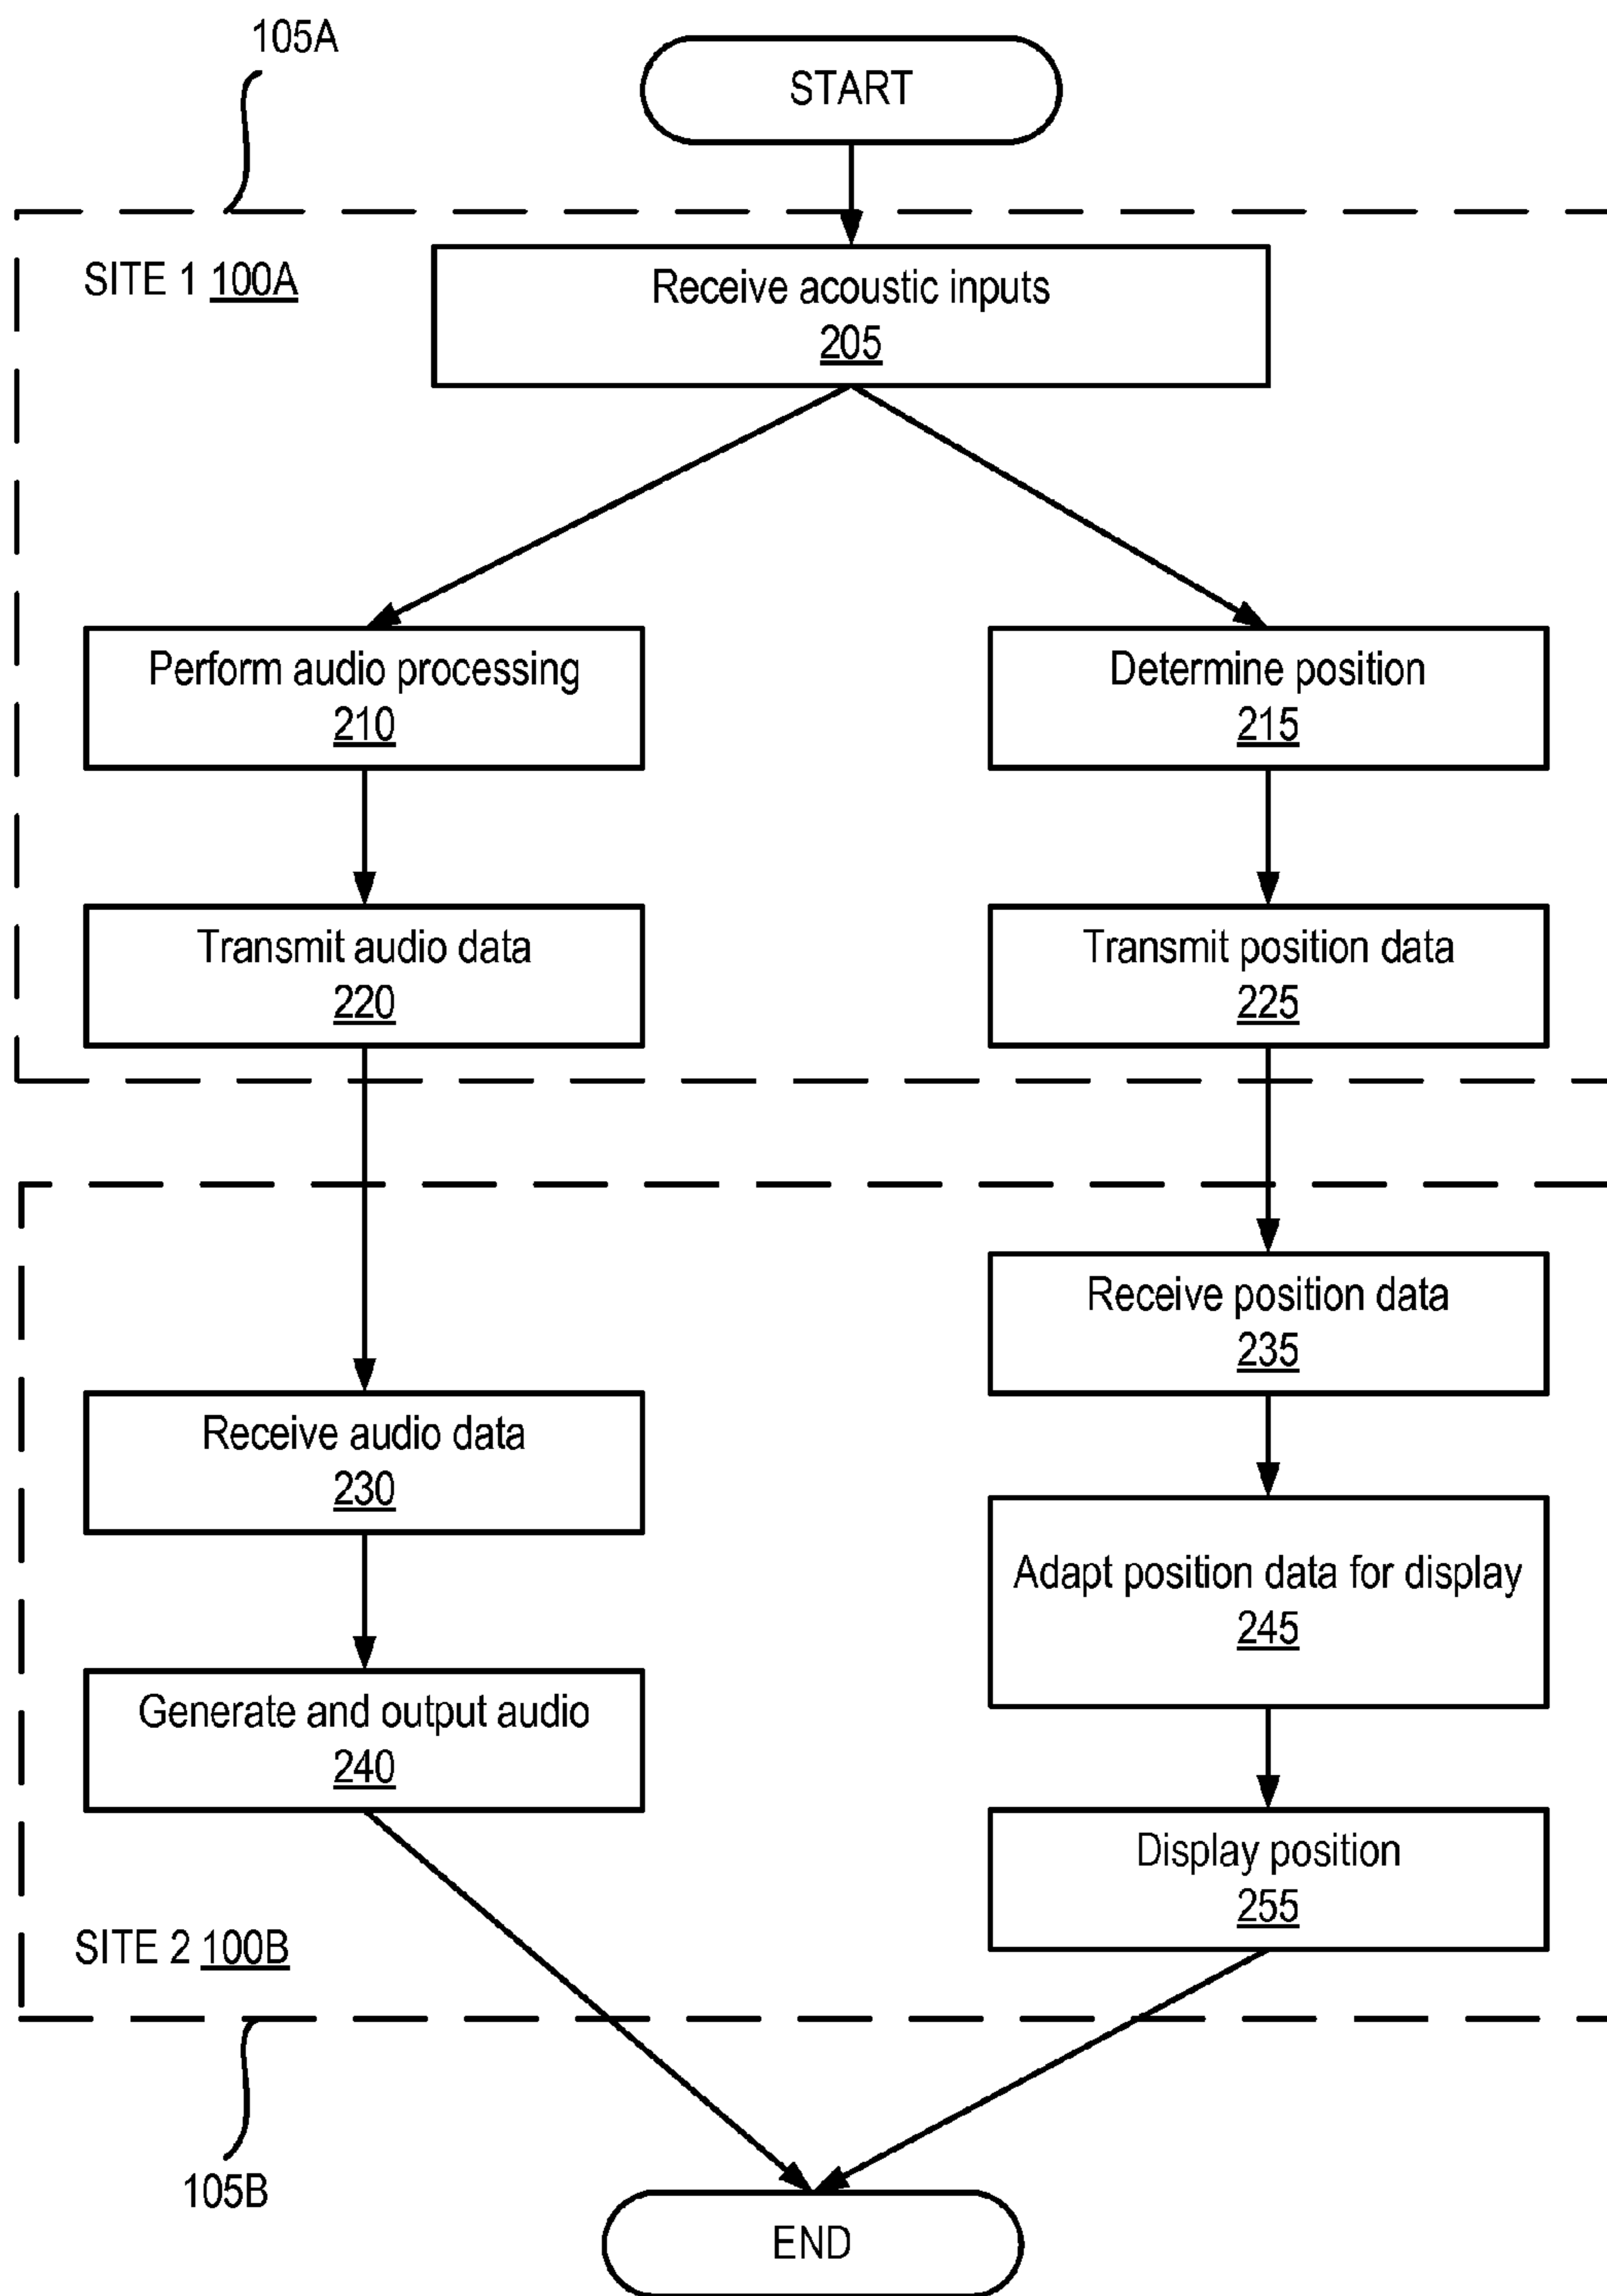 105A
START
SITE 1 100A
Receive acoustic inputs
205
Perform audio processing
210
Determine position
215
Transmit audio data
220
Transmit position data
225
Receive position data
235
Receive audio data
230
Adapt position data for display
245
Generate and output audio
240
Display position
255
SITE 2 100B
105B
END